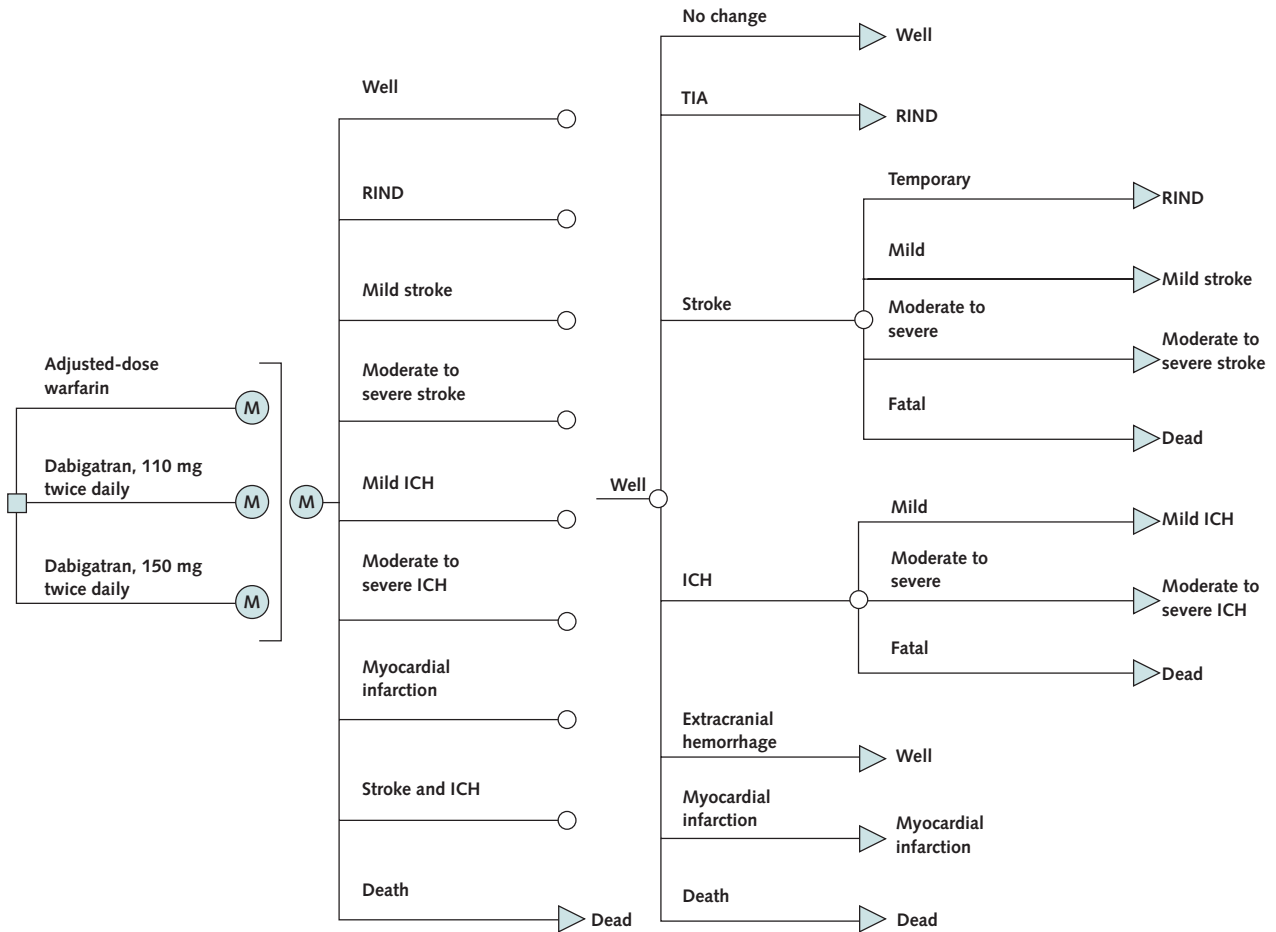 Adjusted-dose
warfarin
M
Dabigatran, 110 mg
twice daily
M
Dabigatran, 150 mg
twice daily
M
M
Well
RIND
Mild stroke
Moderate to
severe stroke
Mild ICH
Moderate to
severe ICH
Myocardial
infarction
Stroke and ICH
Death
Dead
Well
No change
Well
TIA
RIND
Stroke
Temporary
RIND
Mild
Mild stroke
Moderate to
severe
Moderate to
severe stroke
Fatal
Dead
ICH
Mild
Mild ICH
Moderate to
severe
Moderate to
severe ICH
Fatal
Dead
Extracranial
hemorrhage
Well
Myocardial
infarction
Myocardial
infarction
Death
Dead